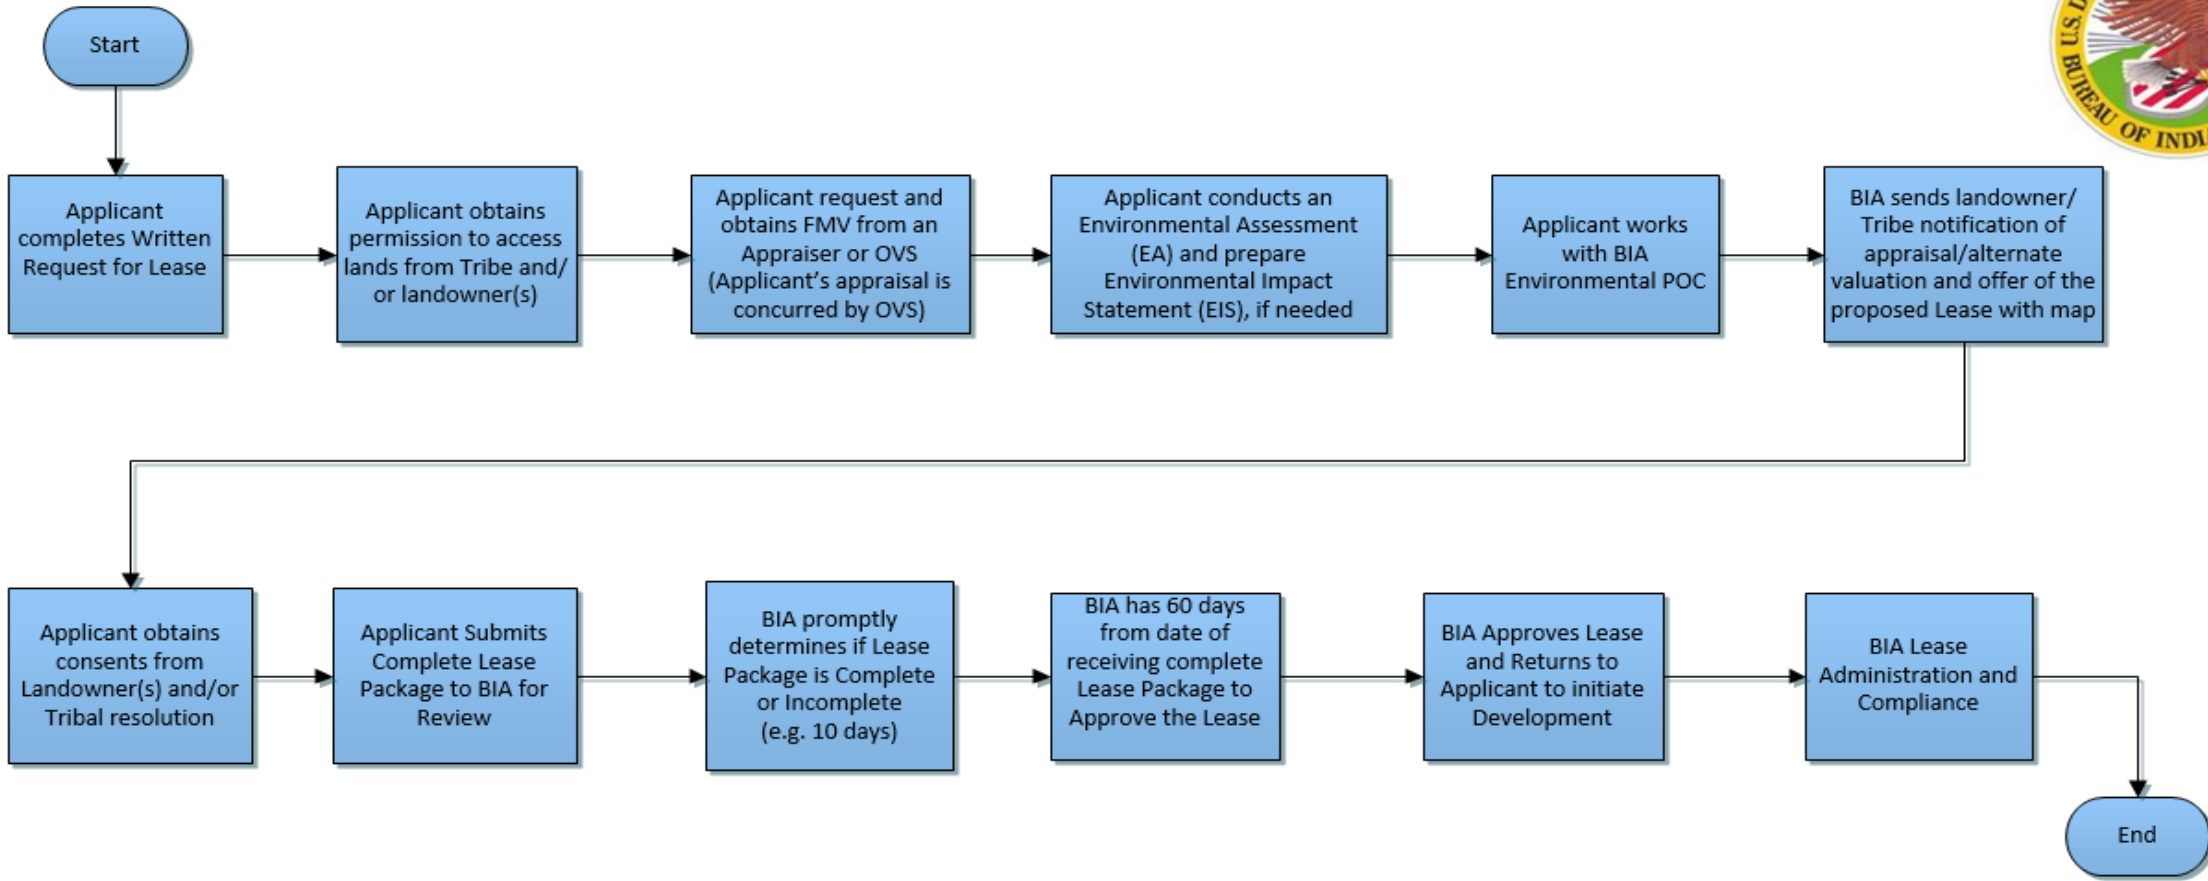 Start
U.S. D
BUREAU OF INDI
Applicant
completes Written
Request for Lease
Applicant obtains
permission to access
lands from Tribe and/
or landowner(s)
Applicant request and
obtains FMV from an
Appraiser or OVS
(Applicant's appraisal is
concurred by OVS)
Applicant conducts an
Environmental Assessment
(EA) and prepare
Environmental Impact
Statement (EIS), if needed
Applicant works
with BIA
Environmental POC
BIA sends landowner/
Tribe notification of
appraisal/alternate
valuation and offer of the
proposed Lease with map
Applicant obtains
consents from
Landowner(s) and/or
Tribal resolution
Applicant Submits
Complete Lease
Package to BIA for
Review
BIA promptly
determines if Lease
Package is Complete
or Incomplete
(e.g. 10 days)
BIA has 60 days
from date of
receiving complete
Lease Package to
Approve the Lease
BIA Approves Lease
and Returns to
Applicant to initiate
Development
BIA Lease
Administration and
Compliance
End